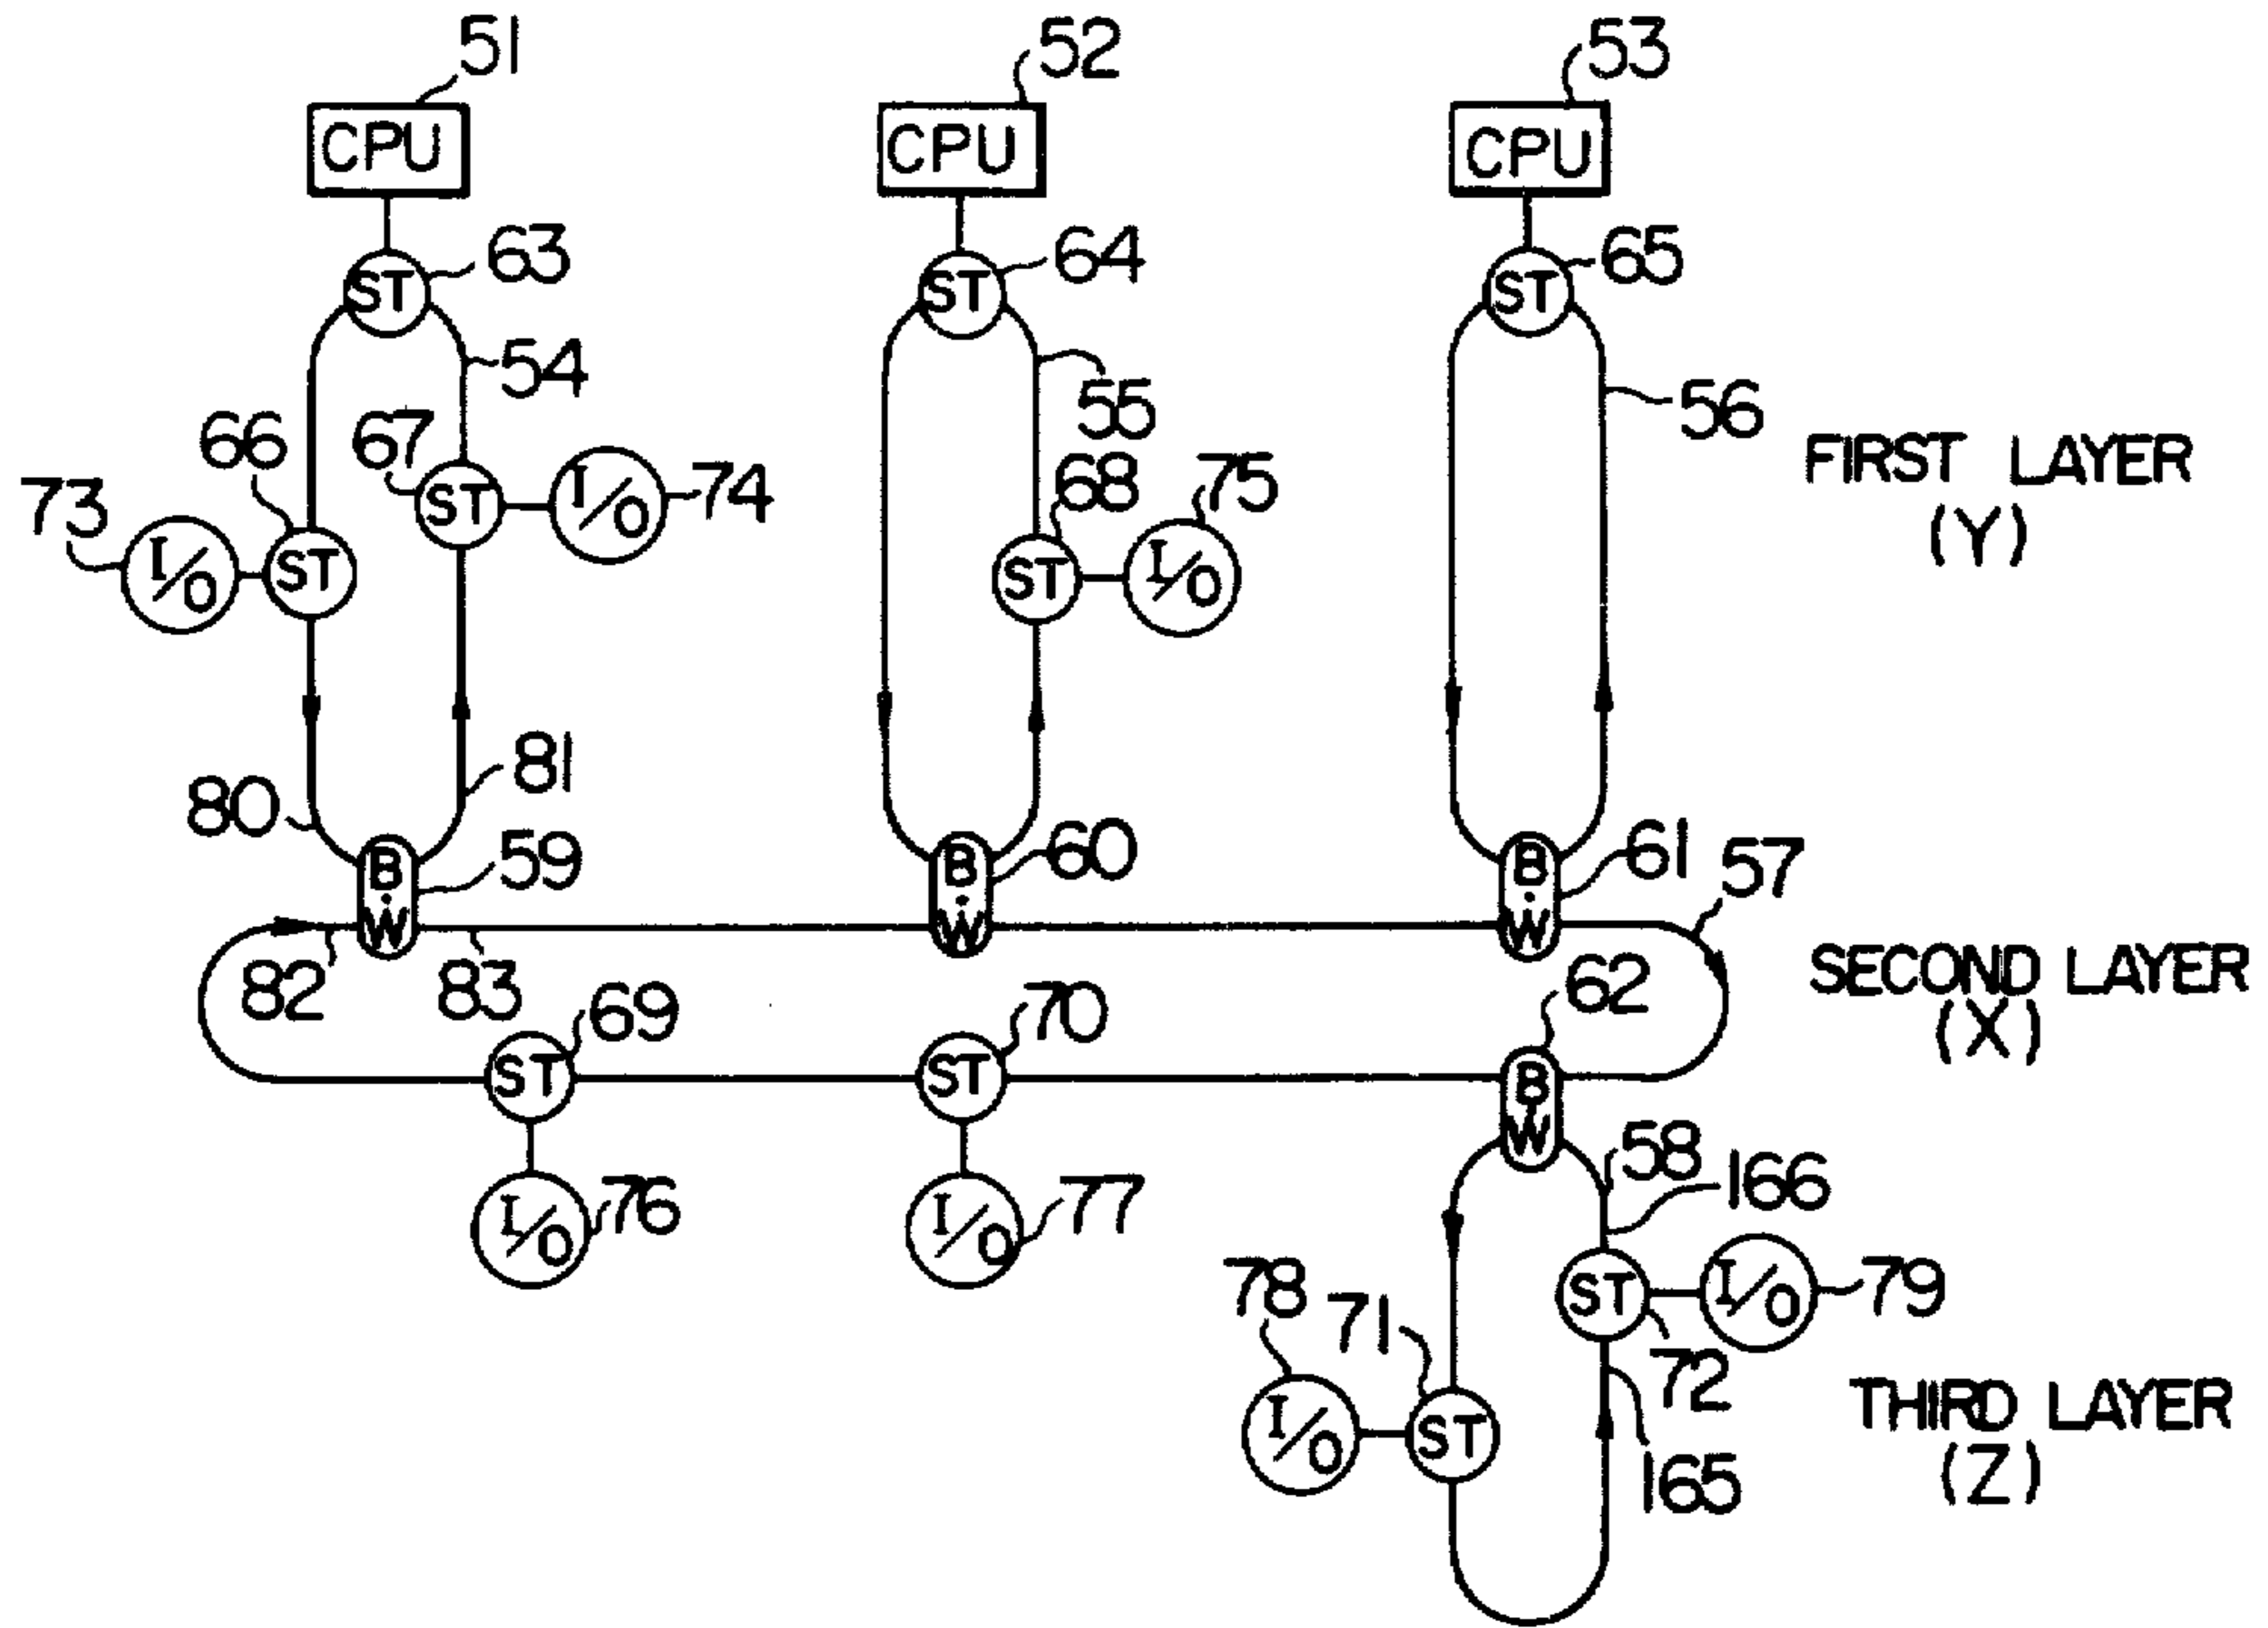 51
52
53
CPU
CPU
CPU
63
64
65
ST
ST
ST
54
55
56
66
67
68
75
73
74
ST
I/O
I/O
ST
ST
I/O
FIRST LAYER
(Y)
81
80
59
60
61
57
B·W
B·W
B·W
82
83
69
70
62
SECOND LAYER
(X)
ST
ST
B·W
58
166
76
77
I/O
I/O
78
71
ST
I/O
79
72
I/O
ST
165
THIRD LAYER
(Z)